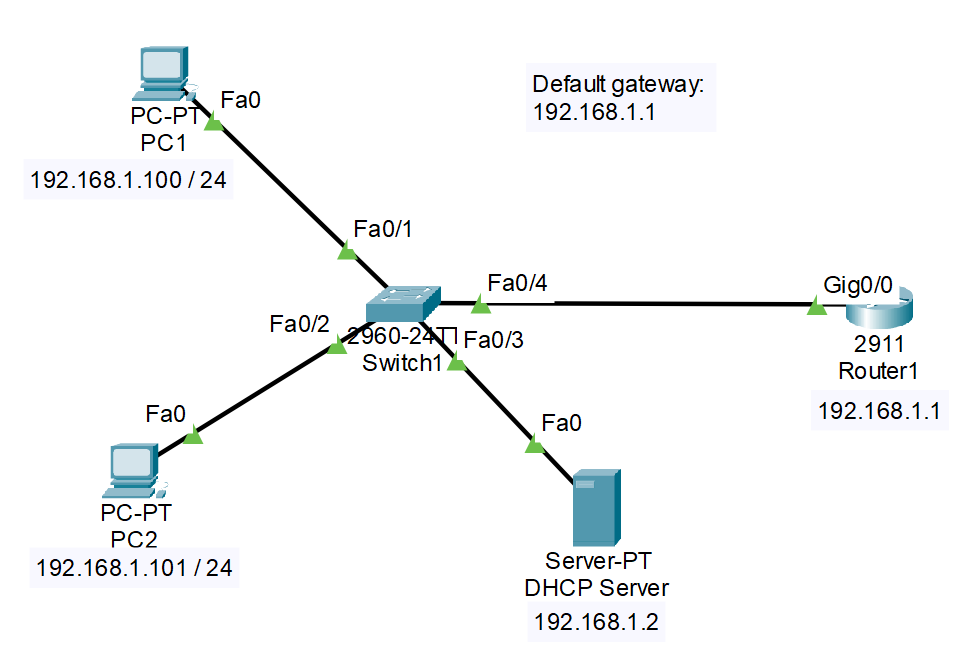 Default gateway:
192.168.1.1
Fa0
PC-PT
PC1
192.168.1.100 / 24
Fa0/1
Fa0/4
Gig0/0
Fa0/2
2960-24TT
Switch1
Fa0/3
2911
Router1
192.168.1.1
Fa0
PC-PT
PC2
192.168.1.101 / 24
Fa0
Server-PT
DHCP Server
192.168.1.2